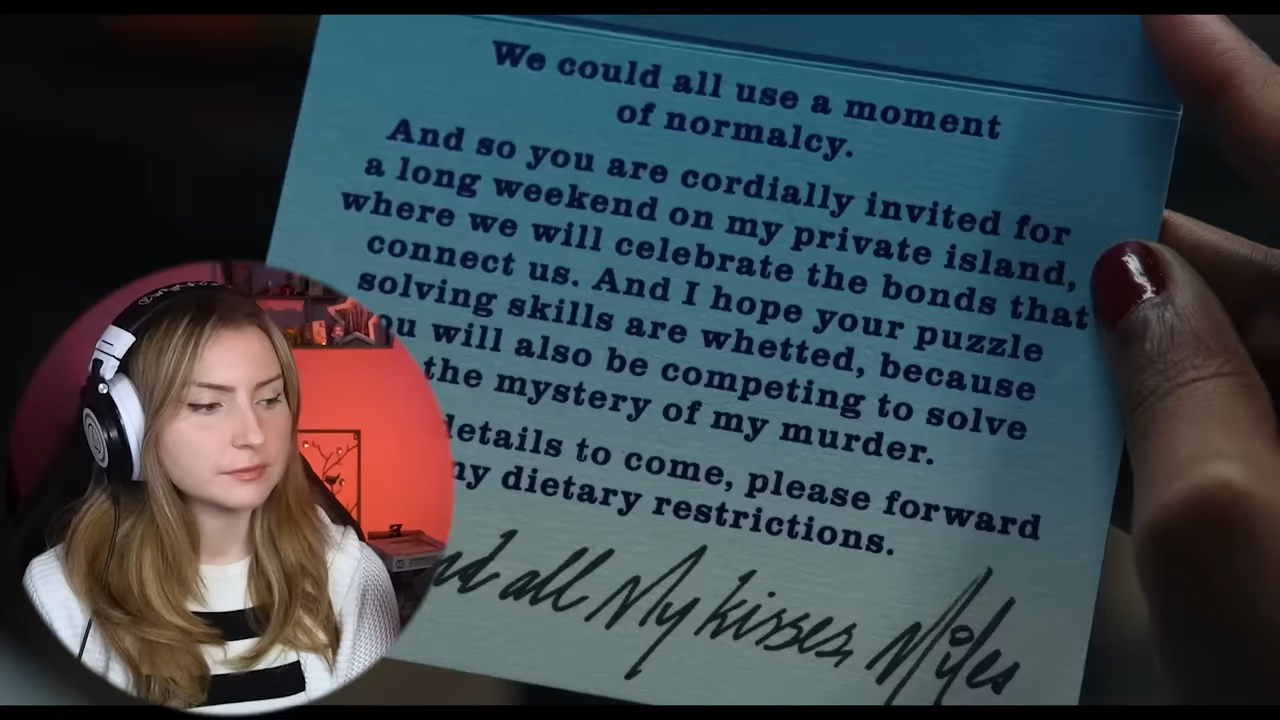 We could all use a moment
of normalcy.
And so you are cordially invited for
a long weekend on my private island,
where we will celebrate the bonds that
connect us. And I hope your puzzle
solving skills are whetted, because
will also be competing to solve
the mystery of my murder.
to come, please forward
dietary restrictions.
all My kisses, Miles